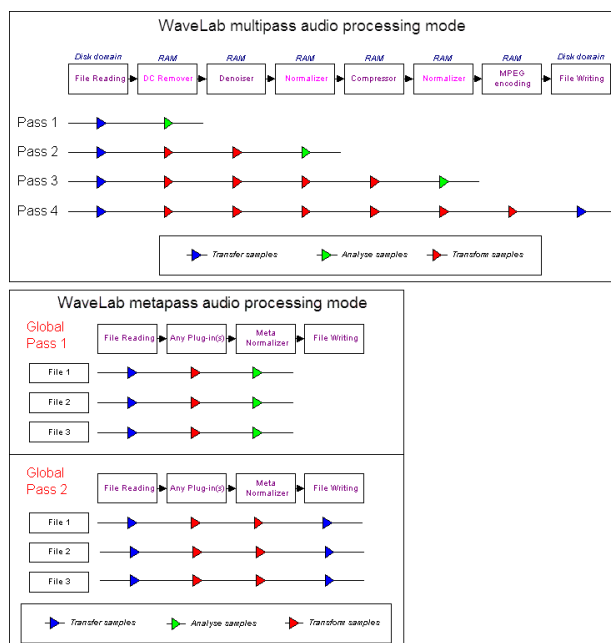 WaveLab multipass audio processing mode
Disk domain RAM RAM RAM RAM RAM RAM Disk domain
File Reading DC Remover Denoiser Normalizer Compressor Normalizer MPEG encoding File Writing
Pass 1
Pass 2
Pass 3
Pass 4
Transfer samples Analyse samples Transform samples
WaveLab metapass audio processing mode
Global Pass 1
File Reading Any Plug-in(s) Meta Normalizer File Writing
File 1
File 2
File 3
Global Pass 2
File Reading Any Plug-in(s) Meta Normalizer File Writing
File 1
File 2
File 3
Transfer samples Analyse samples Transform samples